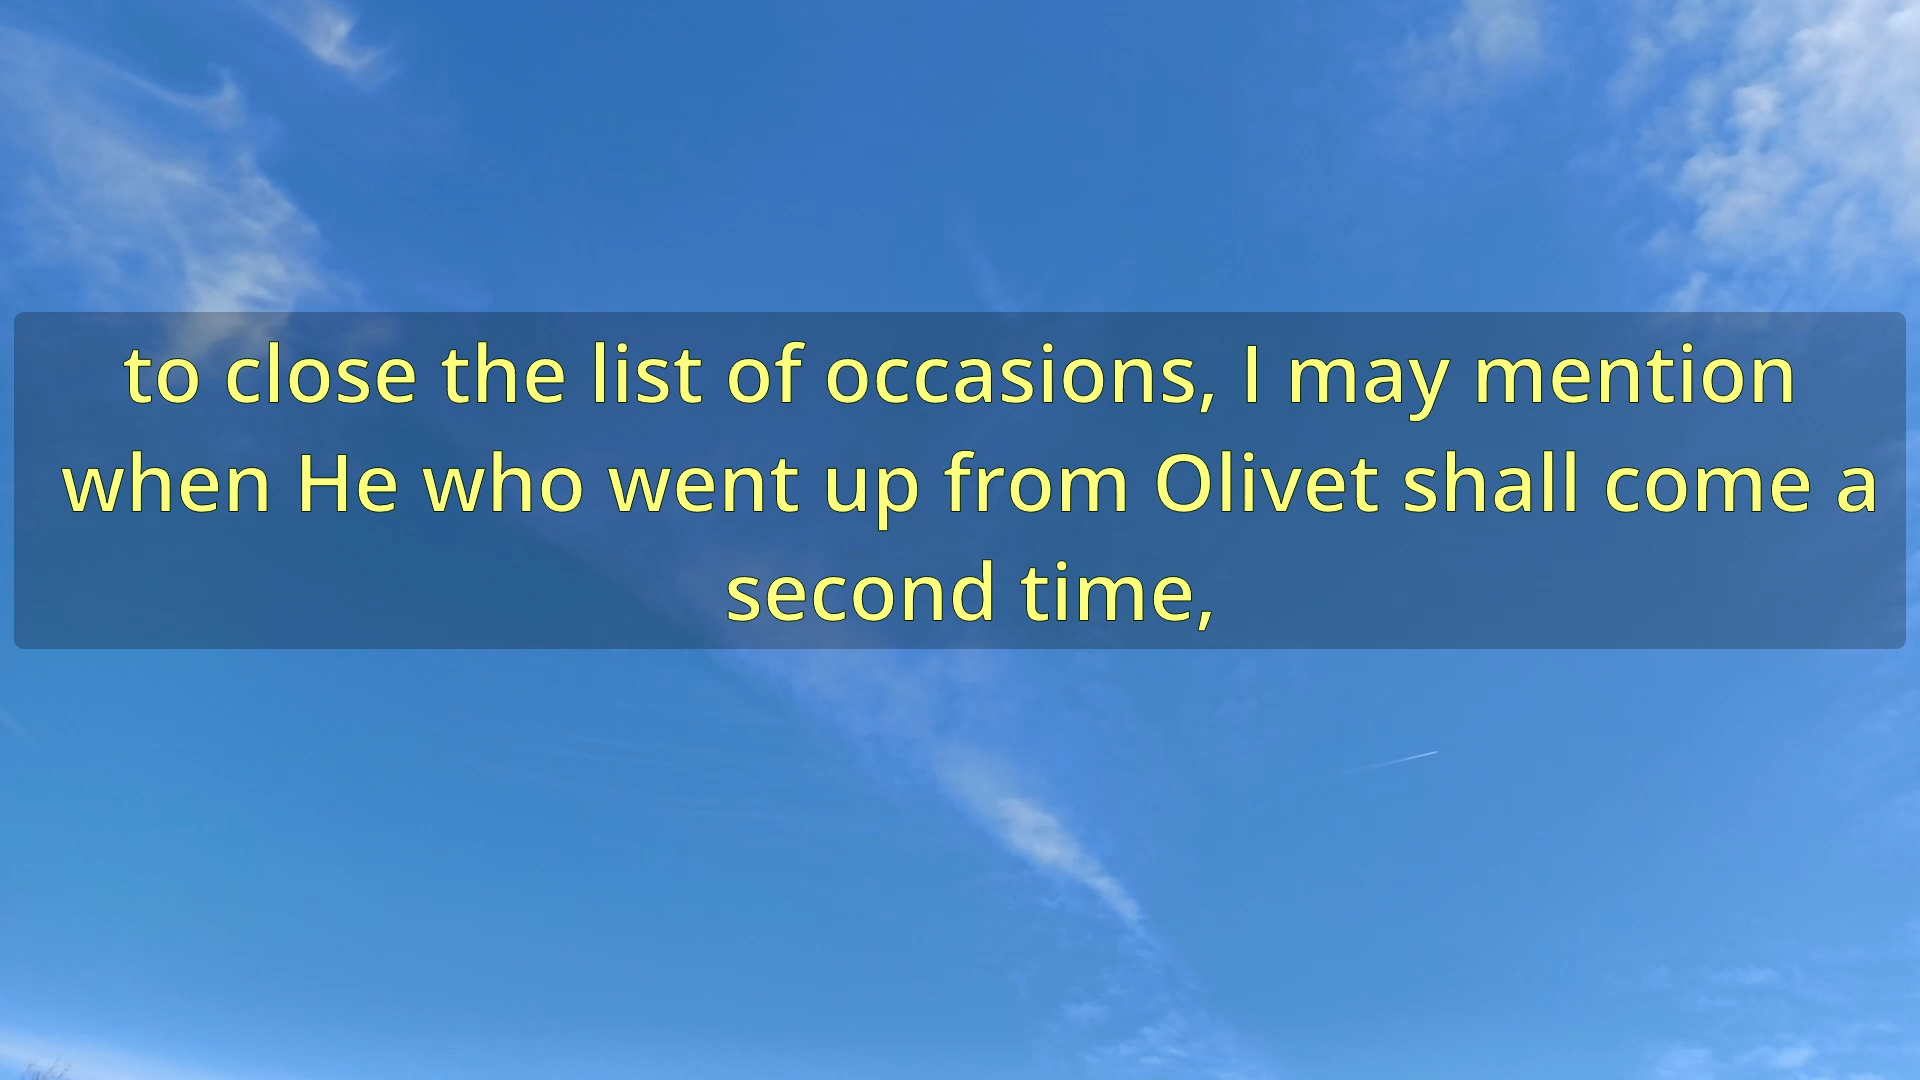 to close the list of occasions, I may mention
when He who went up from Olivet shall come a
second time,